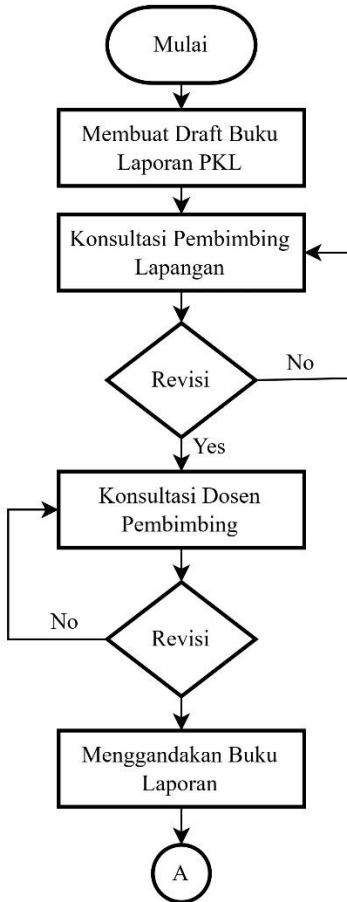 Mulai
Membuat Draft Buku
Laporan PKL
Konsultasi Pembimbing
Lapangan
Revisi
No
Yes
Konsultasi Dosen
Pembimbing
No
Revisi
Menggandakan Buku
Laporan
A